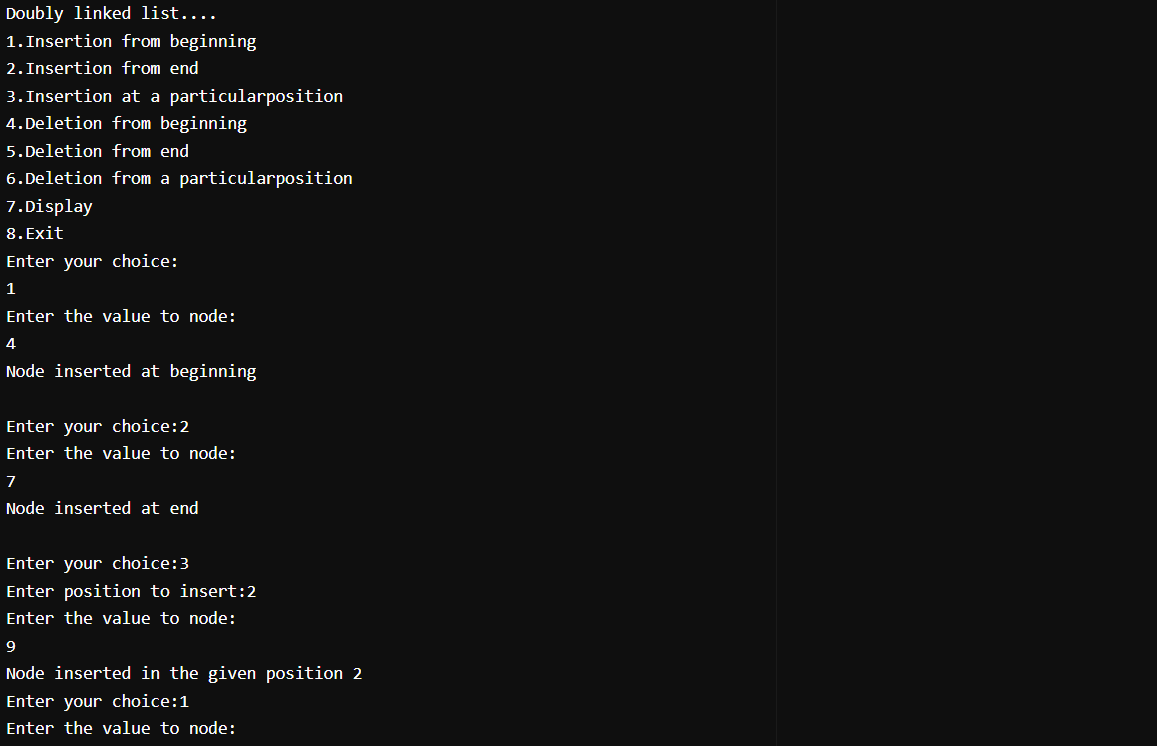 Doubly linked list....
1.Insertion from beginning
2.Insertion from end
3.Insertion at a particularposition
4.Deletion from beginning
5.Deletion from end
6.Deletion from a particularposition
7.Display
8.Exit
Enter your choice:
1
Enter the value to node:
4
Node inserted at beginning
Enter your choice:2
Enter the value to node:
7
Node inserted at end
Enter your choice:3
Enter position to insert:2
Enter the value to node:
9
Node inserted in the given position 2
Enter your choice:1
Enter the value to node: